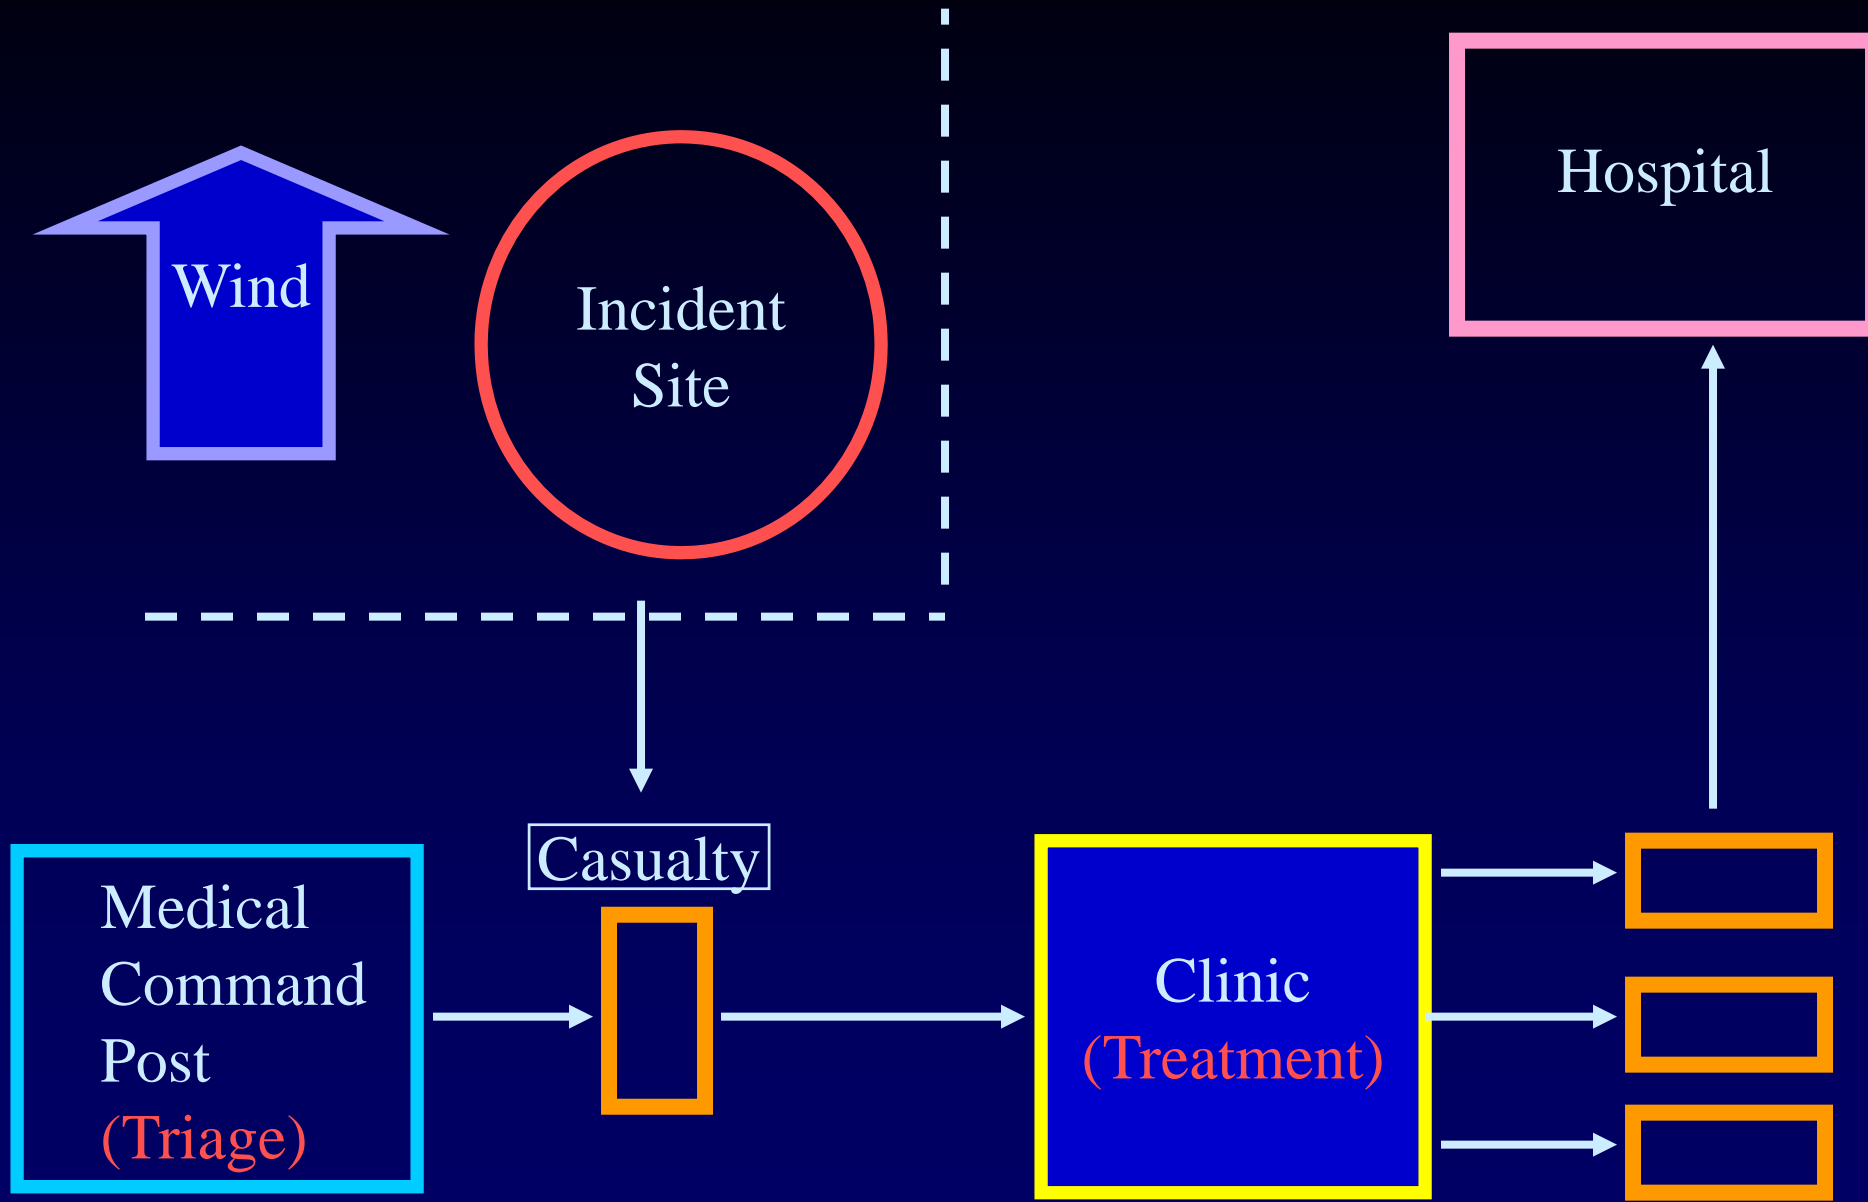 Hospital
Wind
Incident
Site
Casualty
Medical
Command
Post
(Triage)
Clinic
(Treatment)